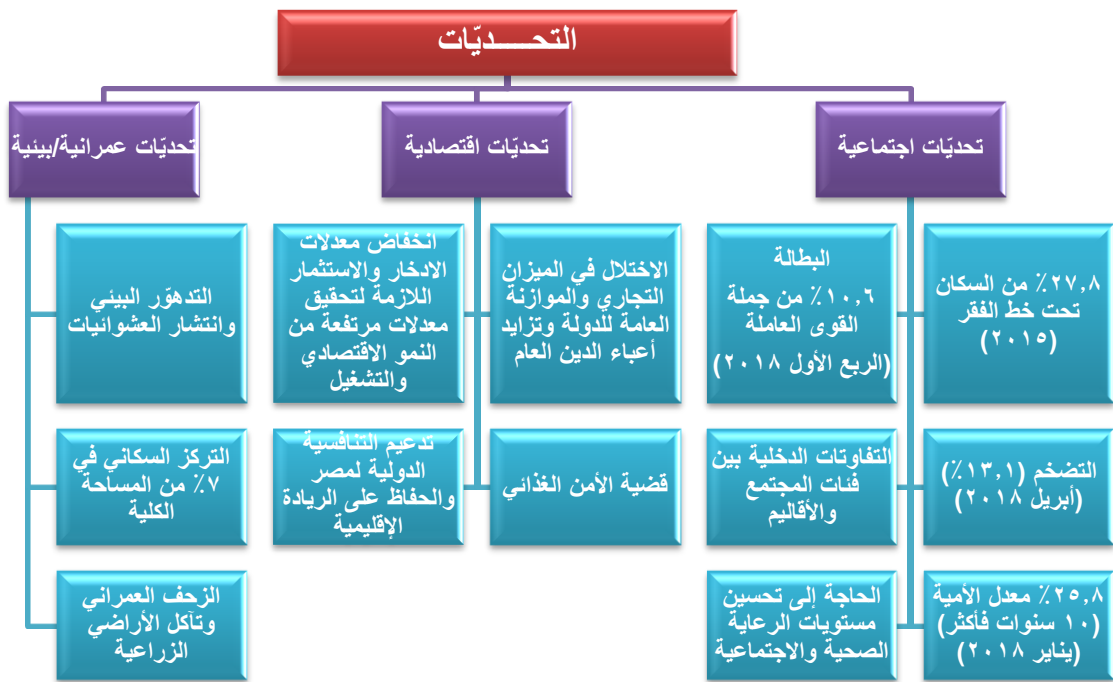 التحـــــديّات
تحديّات اجتماعية
تحديّات اقتصادية
تحديّات عمرانية/بيئية
٢٧,٨٪ من السكان
تحت خط الفقر
(٢٠١٥)
البطالة
١٠,٦٪ من جملة
القوى العاملة
(الربع الأول ٢٠١٨)
التضخم (١٣,١٪)
(أبريل ٢٠١٨)
التفاوتات الدخلية بين
فئات المجتمع
والأقاليم
٢٥,٨٪ معدل الأمية
(١٠ سنوات فأكثر)
(يناير ٢٠١٨)
الحاجة إلى تحسين
مستويات الرعاية
الصحية والاجتماعية
الاختلال في الميزان
التجاري والموازنة
العامة للدولة وتزايد
أعباء الدين العام
انخفاض معدلات
الادخار والاستثمار
اللازمة لتحقيق
معدلات مرتفعة من
النمو الاقتصادي
والتشغيل
قضية الأمن الغذائي
تدعيم التنافسية
الدولية لمصر
والحفاظ على الريادة
الإقليمية
التدهوّر البيئي
وانتشار العشوائيات
التركز السكاني في
٧٪ من المساحة
الكلية
الزحف العمراني
وتآكل الأراضي
الزراعية